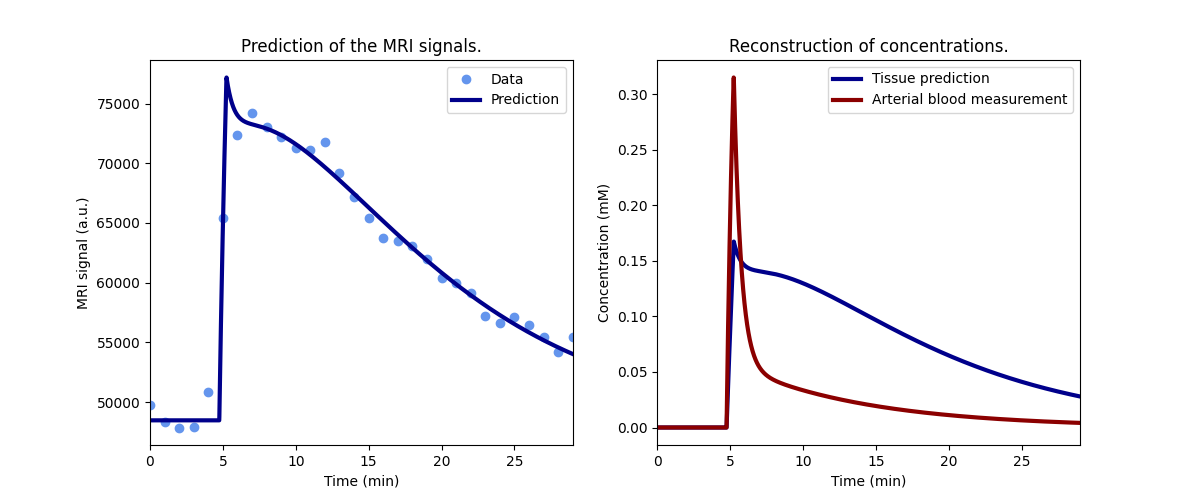 Prediction of the MRI signals.
Data
Prediction
MRI signal (a.u.)
75000
70000
65000
60000
55000
50000
0
5
10
15
20
25
Time (min)
Reconstruction of concentrations.
Tissue prediction
Arterial blood measurement
Concentration (mM)
0.30
0.25
0.20
0.15
0.10
0.05
0.00
0
5
10
15
20
25
Time (min)